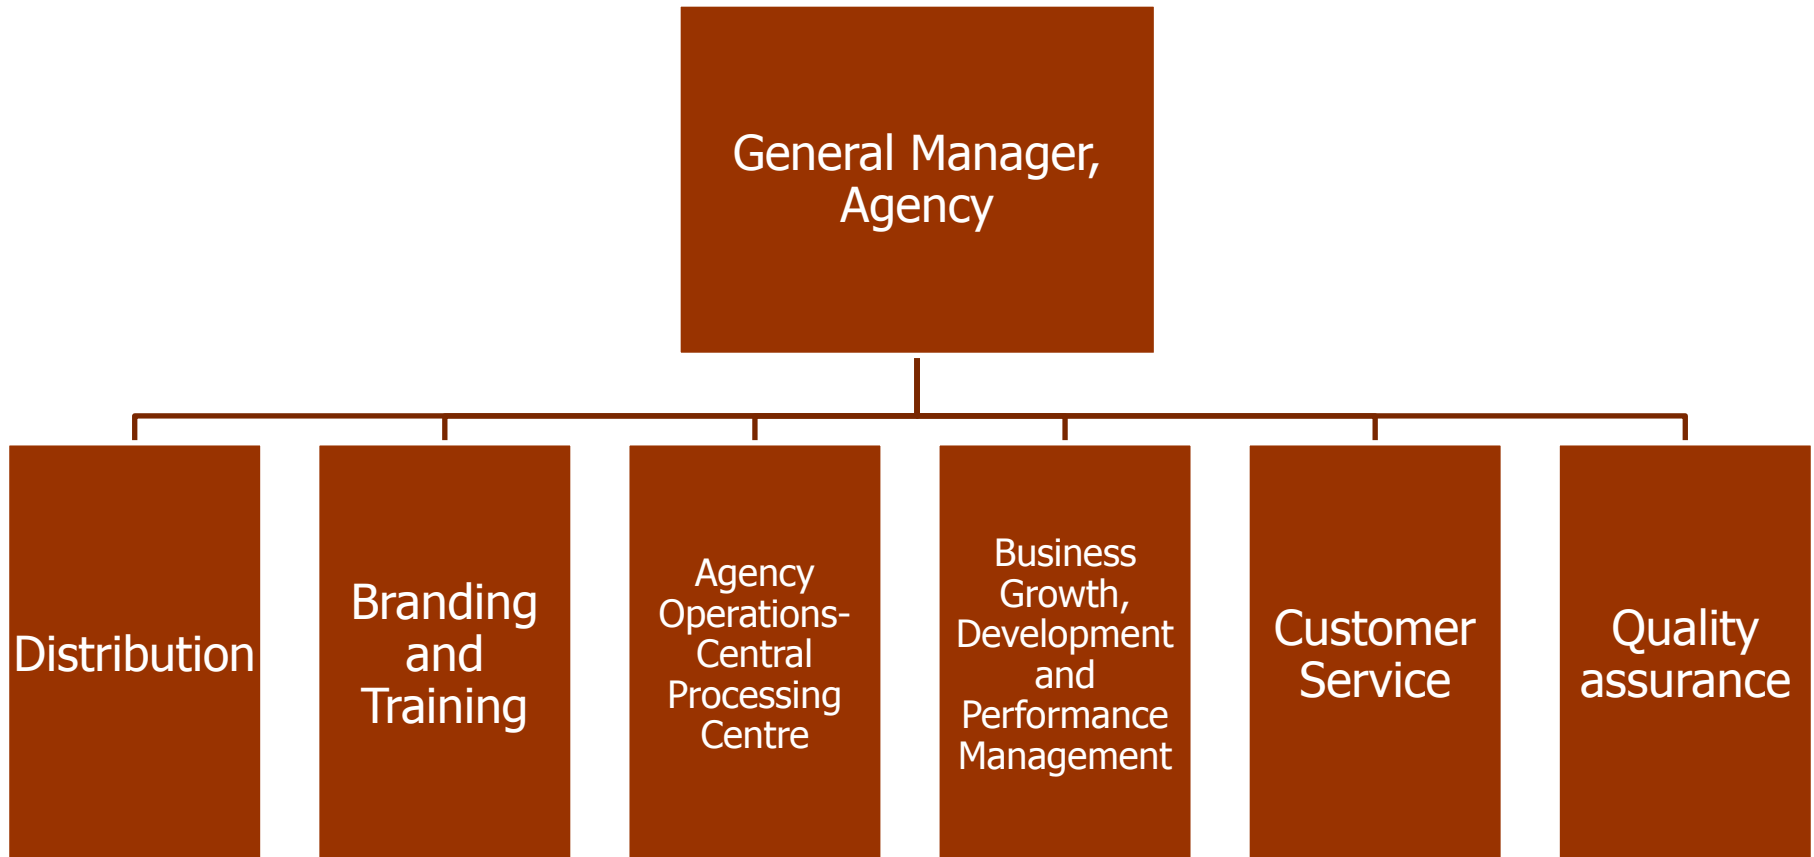 General Manager,
Agency
Distribution
Branding
and
Training
Agency
Operations-
Central
Processing
Centre
Business
Growth,
Development
and
Performance
Management
Customer
Service
Quality
assurance